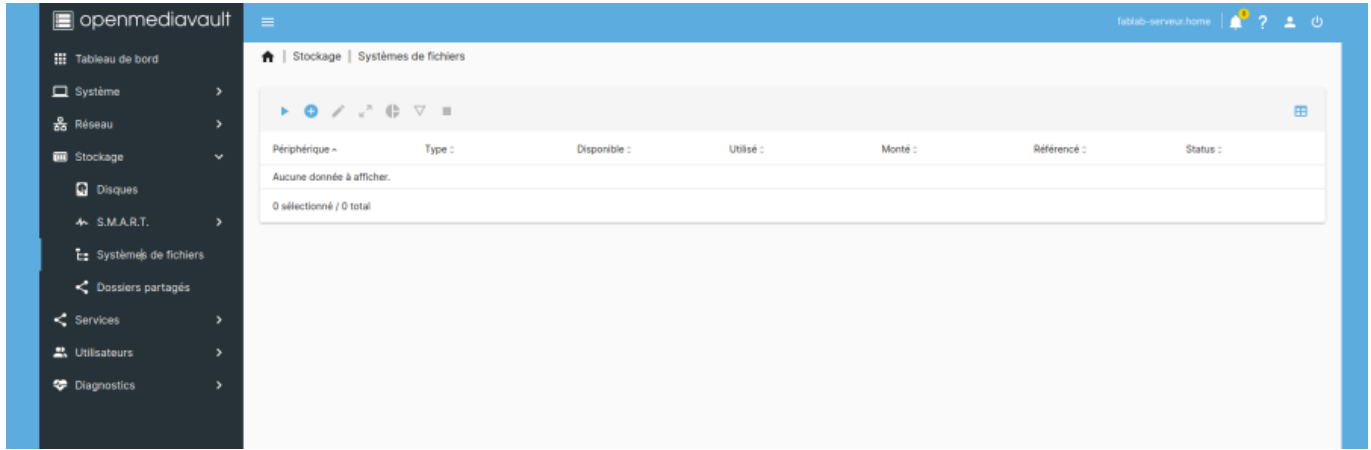 openmediavault
fablab-serveur.home
?
Tableau de bord
Système
Réseau
Stockage
Disques
S.M.A.R.T.
Systèmes de fichiers
Dossiers partagés
Services
Utilisateurs
Diagnostics
| Stockage | Systèmes de fichiers
Périphérique Type Disponible Utilisé Monté Référencé Status
Aucune donnée à afficher.
0 sélectionné / 0 total